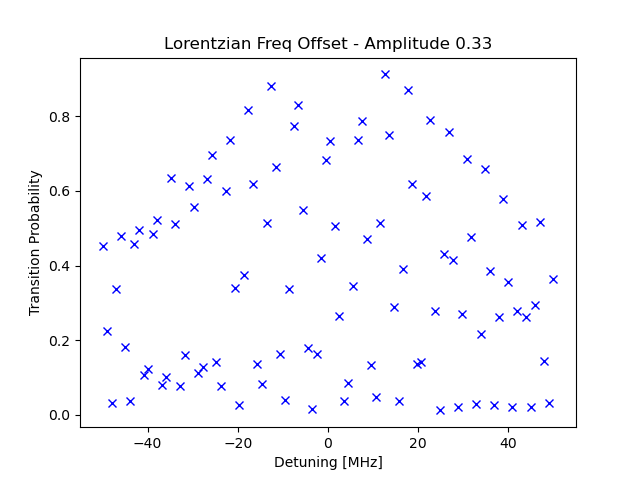 Lorentzian Freq Offset - Amplitude 0.33
Transition Probability
0.8
0.6
0.4
0.2
0.0
−40 −20 0 20 40
Detuning [MHz]